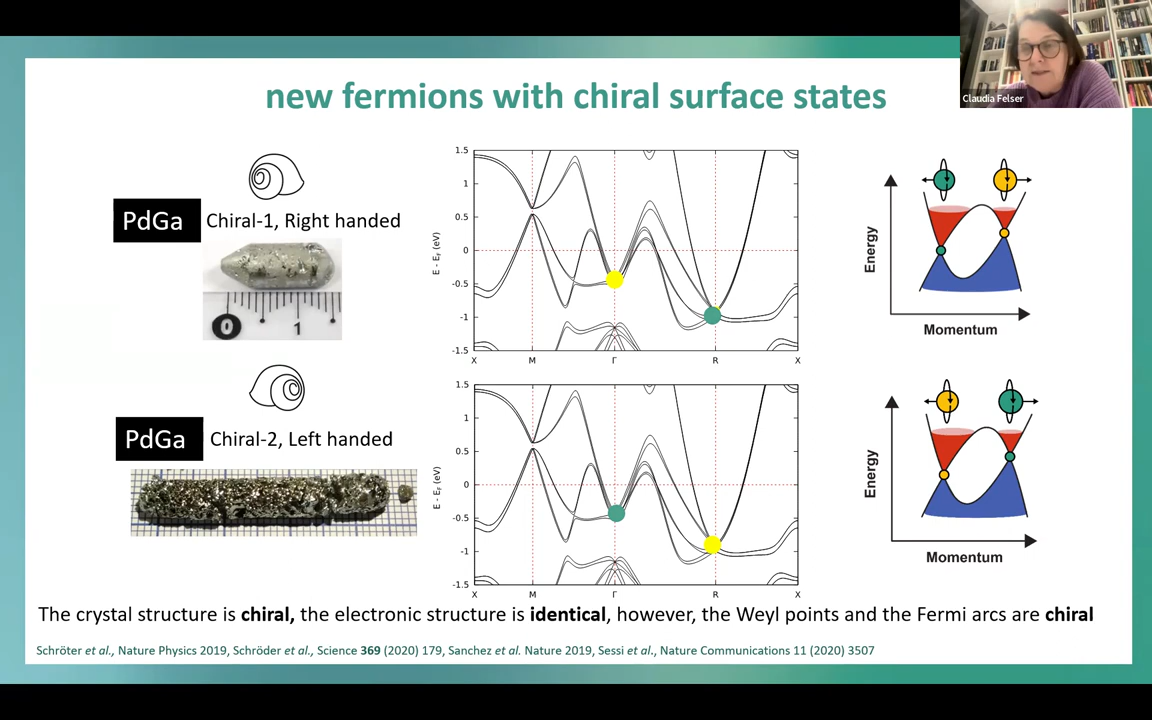 Claudia Felser
new fermions with chiral surface states
PdGa
Chiral-1, Right handed
0 1
1.5
1
0.5
0
-0.5
-1
-1.5
E - E_F (eV)
X M Γ R X
Energy
Momentum
PdGa
Chiral-2, Left handed
1.5
1
0.5
0
-0.5
-1
-1.5
E - E_F (eV)
X M Γ R X
Energy
Momentum
The crystal structure is chiral, the electronic structure is identical, however, the Weyl points and the Fermi arcs are chiral
Schröter et al., Nature Physics 2019, Schröder et al., Science 369 (2020) 179, Sanchez et al. Nature 2019, Sessi et al., Nature Communications 11 (2020) 3507